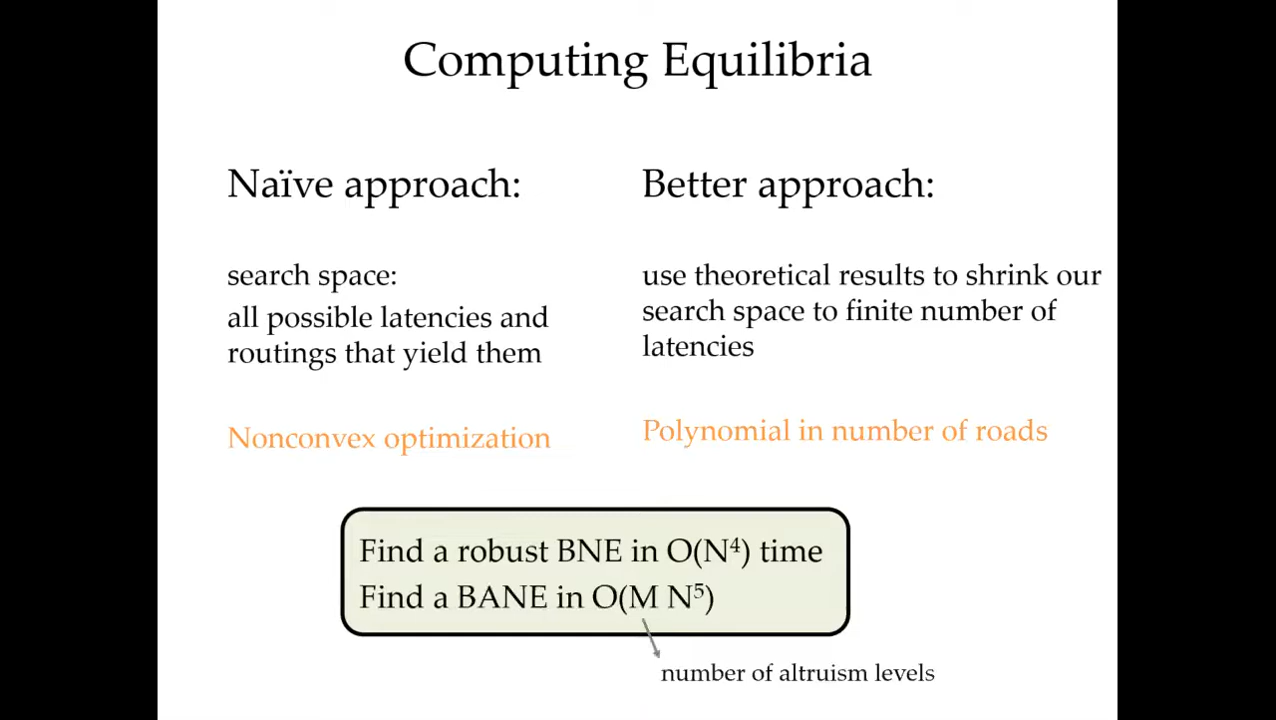 Computing Equilibria
Naïve approach:
search space:
all possible latencies and
routings that yield them
Nonconvex optimization
Better approach:
use theoretical results to shrink our
search space to finite number of
latencies
Polynomial in number of roads
Find a robust BNE in O(N⁴) time
Find a BANE in O(M N⁵)
number of altruism levels